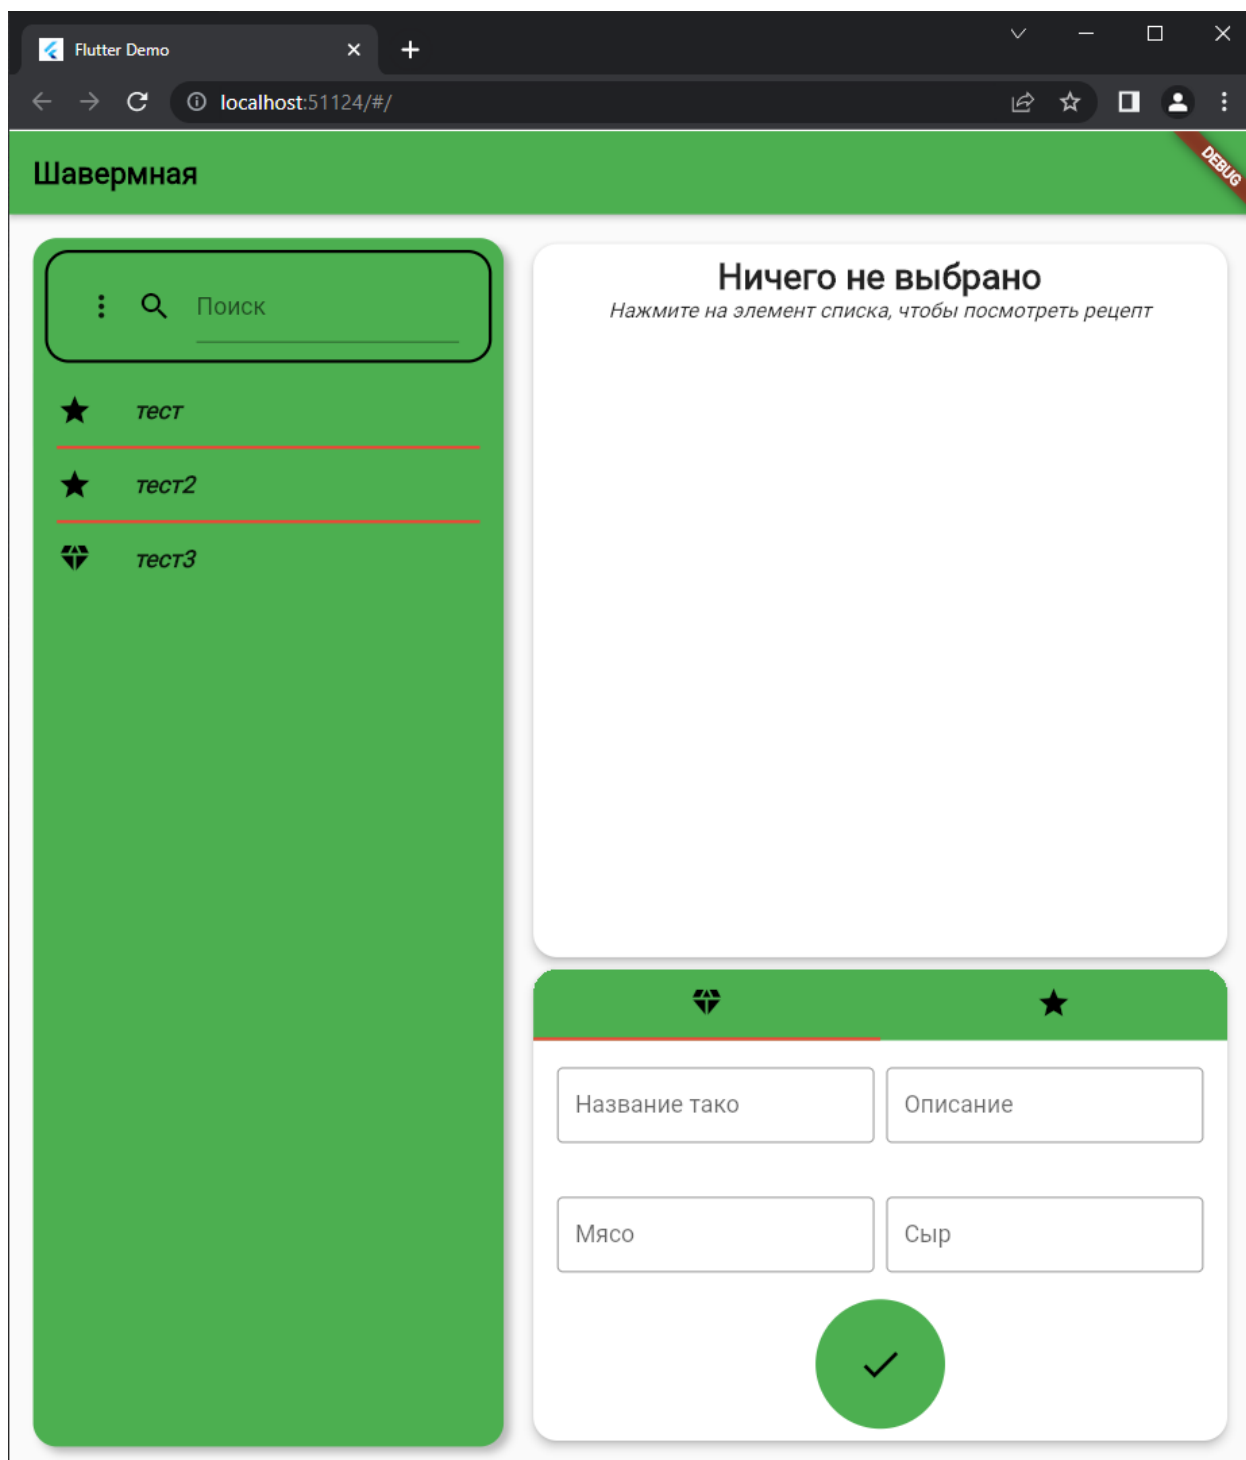 Flutter Demo
localhost:51124/#/
Шавермная
DEBUG
Поиск
тест
тест2
тест3
Ничего не выбрано
Нажмите на элемент списка, чтобы посмотреть рецепт
Название тако
Описание
Мясо
Сыр